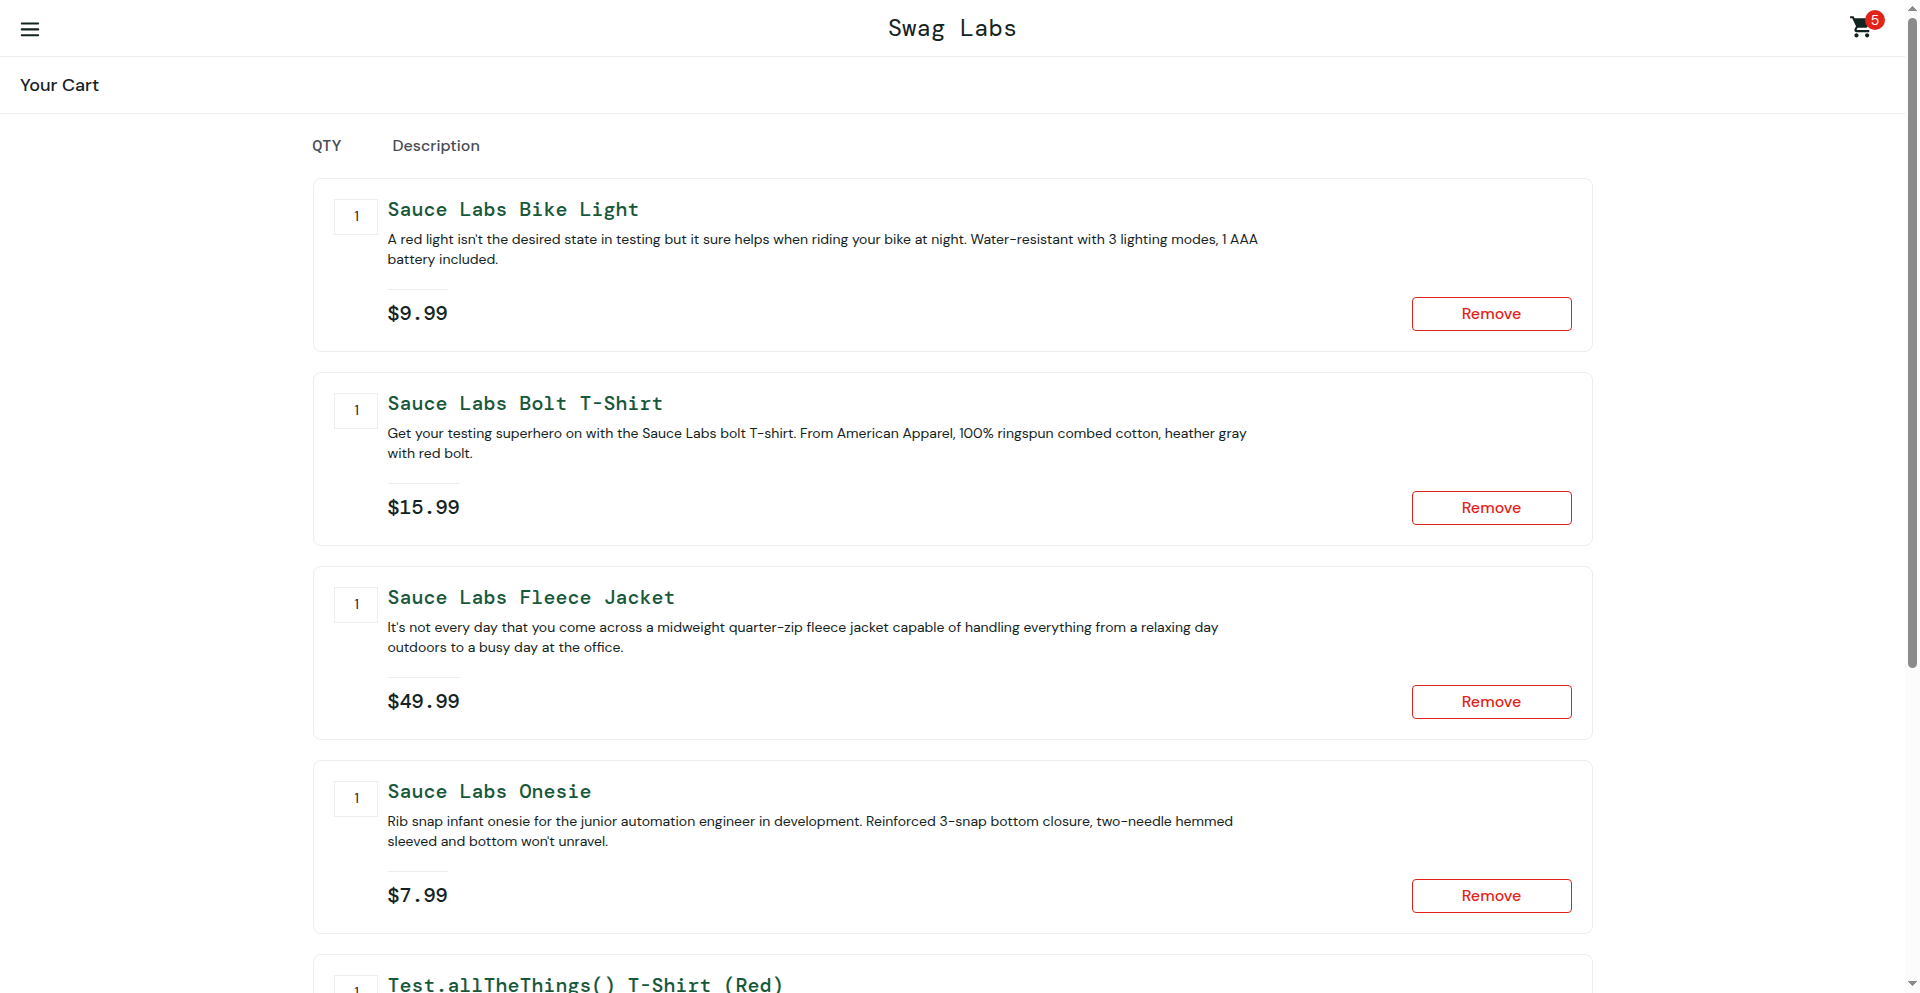 Swag Labs
5
Your Cart
QTY Description
1
Sauce Labs Bike Light
A red light isn't the desired state in testing but it sure helps when riding your bike at night. Water-resistant with 3 lighting modes, 1 AAA
battery included.
$9.99
Remove
1
Sauce Labs Bolt T-Shirt
Get your testing superhero on with the Sauce Labs bolt T-shirt. From American Apparel, 100% ringspun combed cotton, heather gray
with red bolt.
$15.99
Remove
1
Sauce Labs Fleece Jacket
It's not every day that you come across a midweight quarter-zip fleece jacket capable of handling everything from a relaxing day
outdoors to a busy day at the office.
$49.99
Remove
1
Sauce Labs Onesie
Rib snap infant onesie for the junior automation engineer in development. Reinforced 3-snap bottom closure, two-needle hemmed
sleeved and bottom won't unravel.
$7.99
Remove
1
Test.allTheThings() T-Shirt (Red)